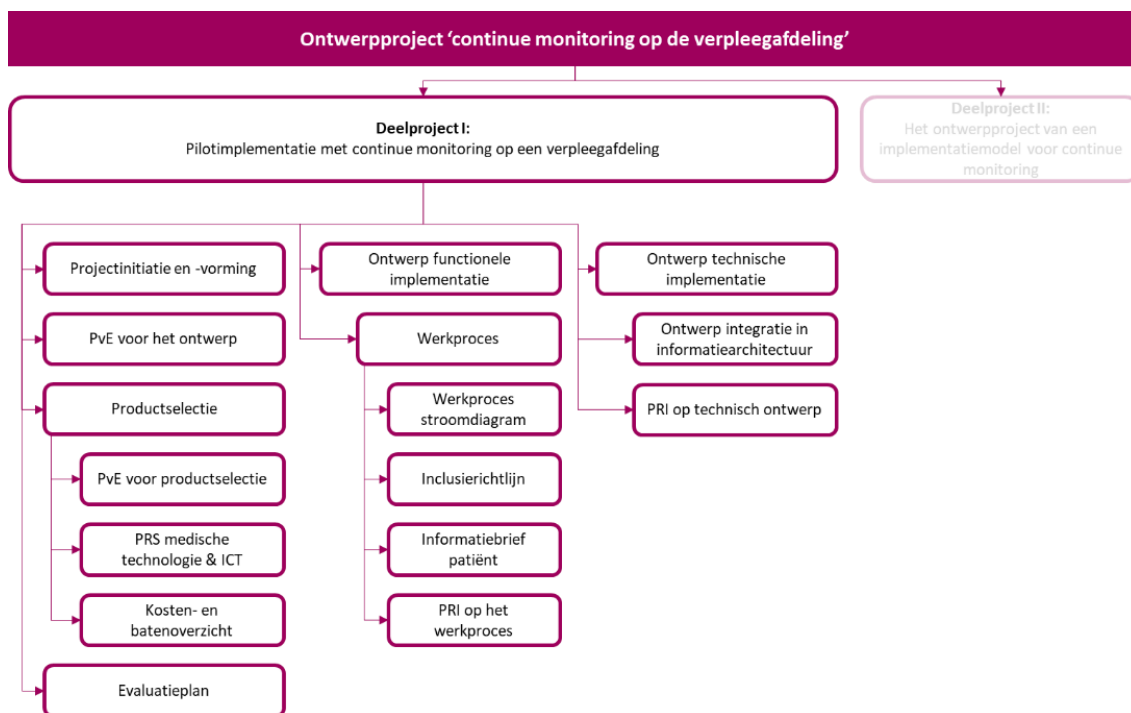 Ontwerpproject ‘continue monitoring op de verpleegafdeling’
Deelproject I:
Pilotimplementatie met continue monitoring op een verpleegafdeling
Deelproject II:
Het ontwerpproject van een
implementatiemodel voor continue
monitoring
Projectinitiatie en -vorming
PvE voor het ontwerp
Productselectie
PvE voor productselectie
PRS medische
technologie & ICT
Kosten- en
batenoverzicht
Evaluatieplan
Ontwerp functionele
implementatie
Werkproces
Werkproces
stroomdiagram
Inclusierichtlijn
Informatiebrief
patiënt
PRI op het
werkproces
Ontwerp technische
implementatie
Ontwerp integratie in
informatiearchitectuur
PRI op technisch ontwerp